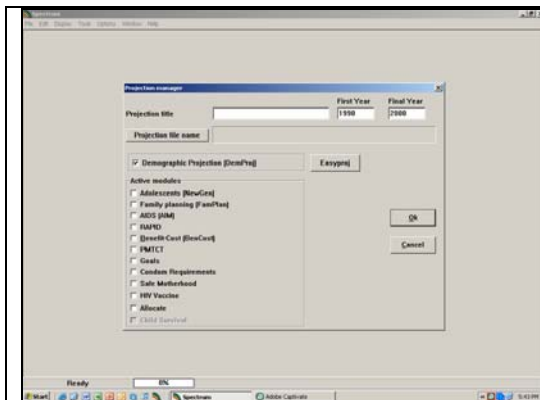 Spectrum
File Edit Display Tools Options Window Help
Projection manager
First Year Final Year
Projection title 1990 2000
Projection file name
Demographic Projection (DemProj) Easyproj
Active modules
Adolescents (NewGen)
Family planning (FamPlan)
AIDS (AIM)
RAPID
Benefit-Cost (BenCost)
PMTCT
Goals
Condom Requirements
Safe Motherhood
HIV Vaccine
Allocate
Child Survival
Ok
Cancel
Ready 0%
Start Spectrum Adobe Captivate 5:43 PM